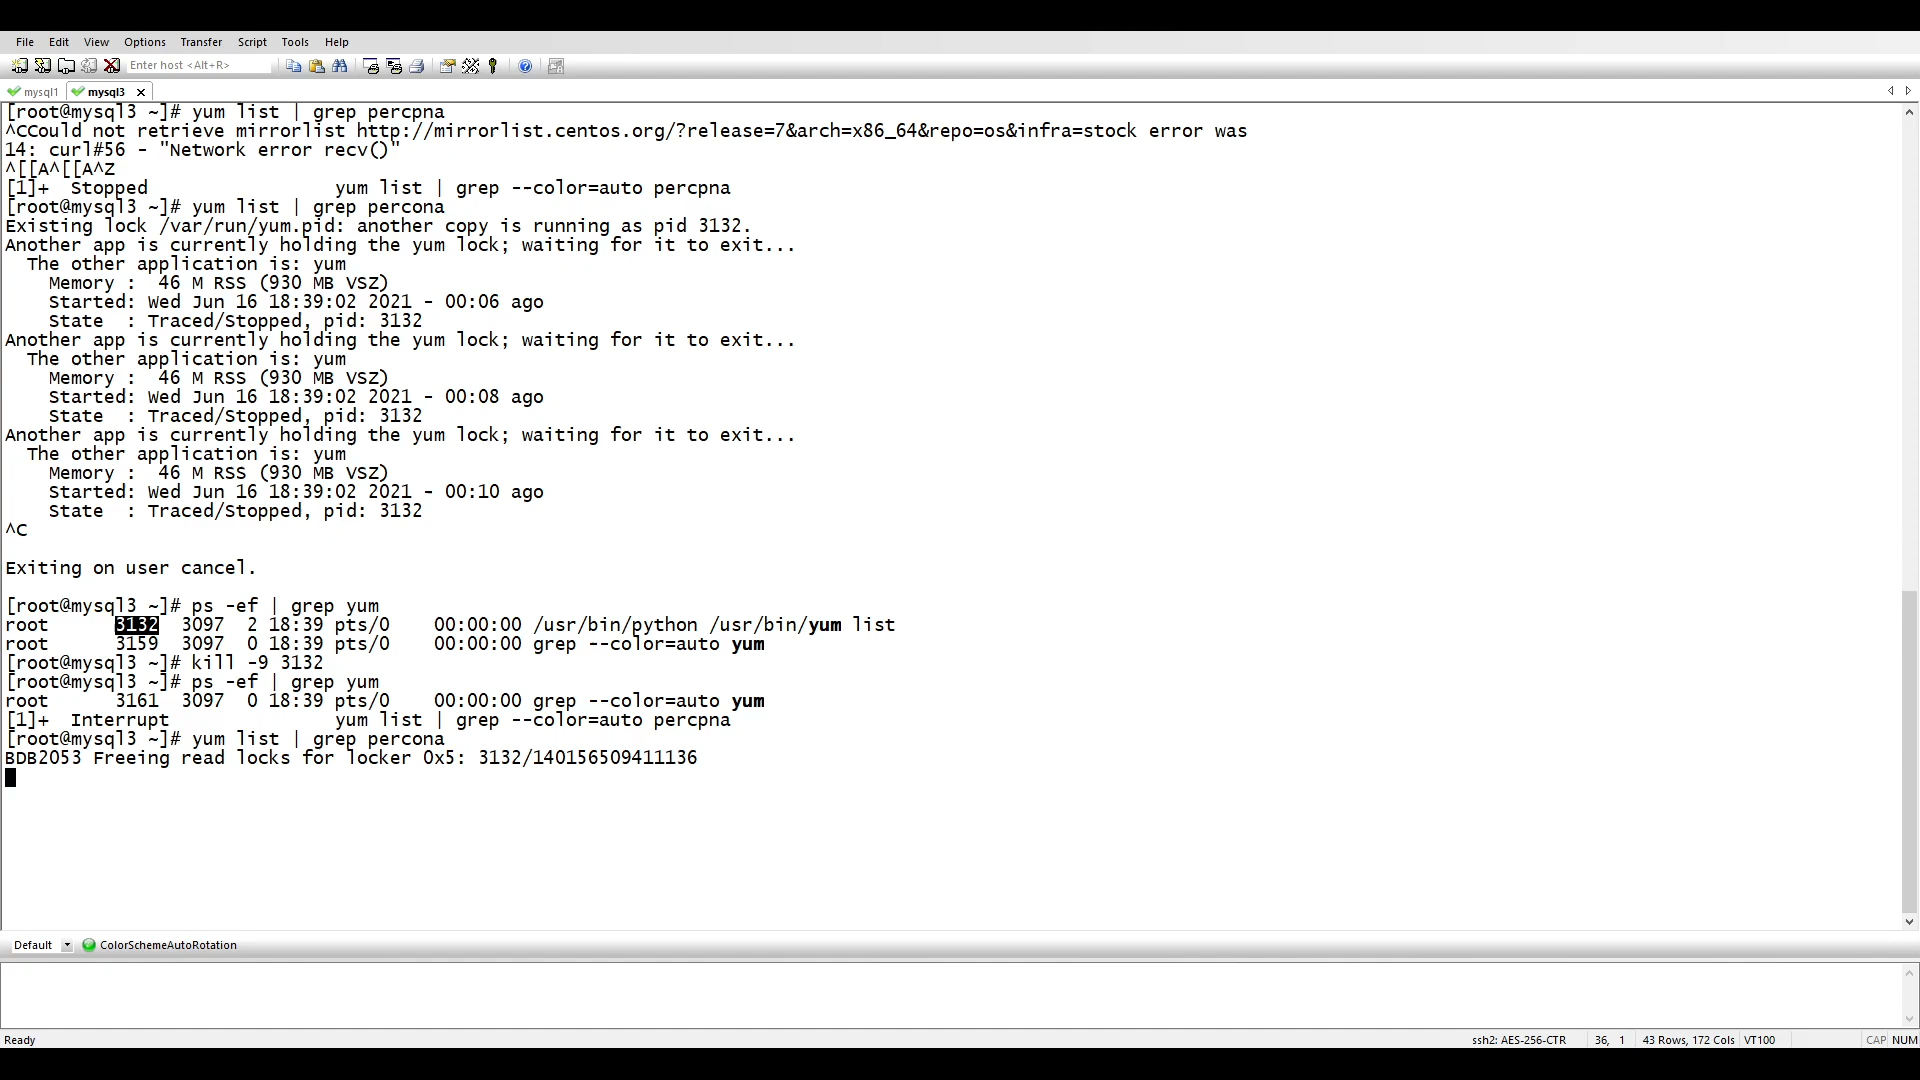 File Edit View Options Transfer Script Tools Help
Enter host <Alt+R>
mysql1 mysql3
[root@mysql3 ~]# yum list | grep percpna
^CCould not retrieve mirrorlist http://mirrorlist.centos.org/?release=7&arch=x86_64&repo=os&infra=stock error was
14: curl#56 - "Network error recv()"
^[[A^[[A^Z
[1]+  Stopped                 yum list | grep --color=auto percpna
[root@mysql3 ~]# yum list | grep percona
Existing lock /var/run/yum.pid: another copy is running as pid 3132.
Another app is currently holding the yum lock; waiting for it to exit...
  The other application is: yum
    Memory :  46 M RSS (930 MB VSZ)
    Started: Wed Jun 16 18:39:02 2021 - 00:06 ago
    State  : Traced/Stopped, pid: 3132
Another app is currently holding the yum lock; waiting for it to exit...
  The other application is: yum
    Memory :  46 M RSS (930 MB VSZ)
    Started: Wed Jun 16 18:39:02 2021 - 00:08 ago
    State  : Traced/Stopped, pid: 3132
Another app is currently holding the yum lock; waiting for it to exit...
  The other application is: yum
    Memory :  46 M RSS (930 MB VSZ)
    Started: Wed Jun 16 18:39:02 2021 - 00:10 ago
    State  : Traced/Stopped, pid: 3132
^C
Exiting on user cancel.
[root@mysql3 ~]# ps -ef | grep yum
root      3132  3097  2 18:39 pts/0    00:00:00 /usr/bin/python /usr/bin/yum list
root      3159  3097  0 18:39 pts/0    00:00:00 grep --color=auto yum
[root@mysql3 ~]# kill -9 3132
[root@mysql3 ~]# ps -ef | grep yum
root      3161  3097  0 18:39 pts/0    00:00:00 grep --color=auto yum
[1]+  Interrupt               yum list | grep --color=auto percpna
[root@mysql3 ~]# yum list | grep percona
BDB2053 Freeing read locks for locker 0x5: 3132/140156509411136
Default ColorSchemeAutoRotation
Ready ssh2: AES-256-CTR 36, 1 43 Rows, 172 Cols VT100 CAP NUM